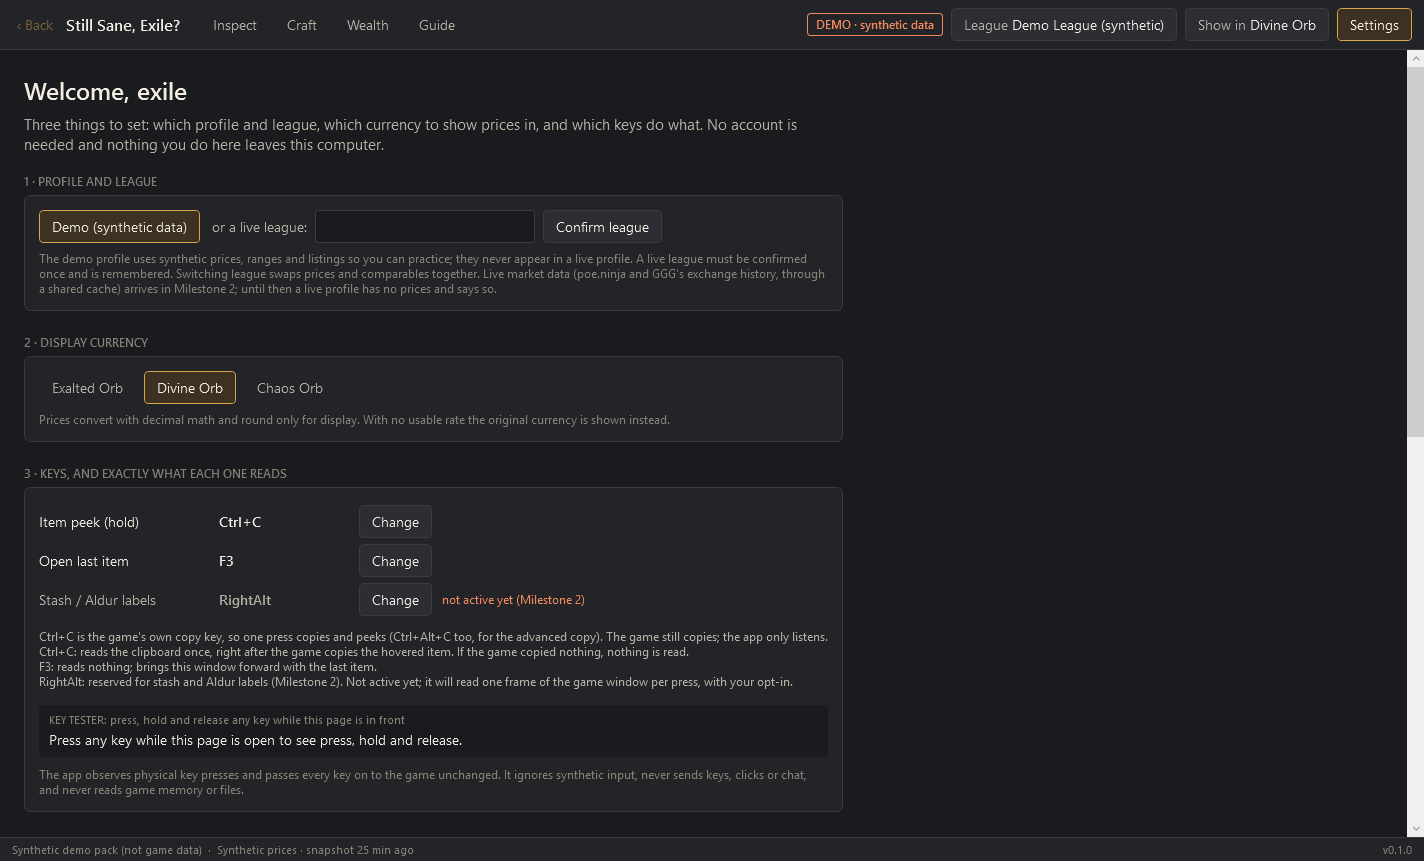 ‹ Back Still Sane, Exile? Inspect Craft Wealth Guide DEMO · synthetic data League Demo League (synthetic) Show in Divine Orb Settings
Welcome, exile
Three things to set: which profile and league, which currency to show prices in, and which keys do what. No account is
needed and nothing you do here leaves this computer.
1 · PROFILE AND LEAGUE
Demo (synthetic data) or a live league: Confirm league
The demo profile uses synthetic prices, ranges and listings so you can practice; they never appear in a live profile. A live league must be confirmed
once and is remembered. Switching league swaps prices and comparables together. Live market data (poe.ninja and GGG's exchange history, through
a shared cache) arrives in Milestone 2; until then a live profile has no prices and says so.
2 · DISPLAY CURRENCY
Exalted Orb Divine Orb Chaos Orb
Prices convert with decimal math and round only for display. With no usable rate the original currency is shown instead.
3 · KEYS, AND EXACTLY WHAT EACH ONE READS
Item peek (hold) Ctrl+C Change
Open last item F3 Change
Stash / Aldur labels RightAlt Change not active yet (Milestone 2)
Ctrl+C is the game's own copy key, so one press copies and peeks (Ctrl+Alt+C too, for the advanced copy). The game still copies; the app only listens.
Ctrl+C: reads the clipboard once, right after the game copies the hovered item. If the game copied nothing, nothing is read.
F3: reads nothing; brings this window forward with the last item.
RightAlt: reserved for stash and Aldur labels (Milestone 2). Not active yet; it will read one frame of the game window per press, with your opt-in.
KEY TESTER: press, hold and release any key while this page is in front
Press any key while this page is open to see press, hold and release.
The app observes physical key presses and passes every key on to the game unchanged. It ignores synthetic input, never sends keys, clicks or chat,
and never reads game memory or files.
Synthetic demo pack (not game data) · Synthetic prices · snapshot 25 min ago v0.1.0